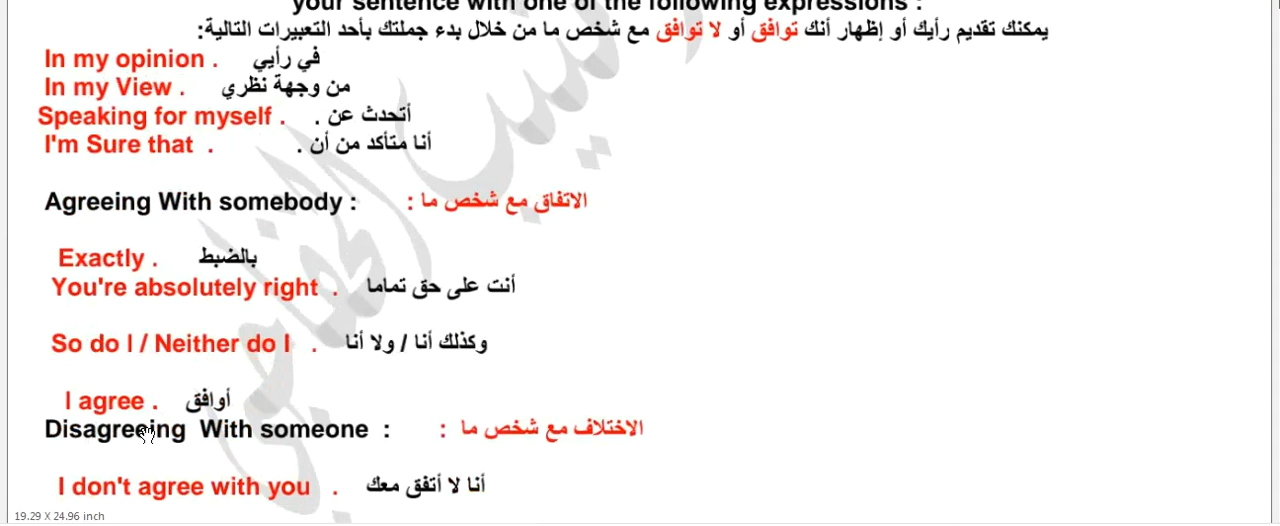 your sentence with one of the following expressions :
يمكنك تقديم رأيك أو إظهار أنك توافق أو لا توافق مع شخص ما من خلال بدء جملتك بأحد التعبيرات التالية:
In my opinion . في رأيي
In my View . من وجهة نظري
Speaking for myself . أتحدث عن .
I'm Sure that . أنا متأكد من أن .
Agreeing With somebody : الاتفاق مع شخص ما :
Exactly . بالضبط
You're absolutely right . أنت على حق تماما
So do I / Neither do I . وكذلك أنا / ولا أنا
I agree . أوافق
Disagreeing With someone : الاختلاف مع شخص ما :
I don't agree with you . أنا لا أتفق معك
19.29 X 24.96 inch